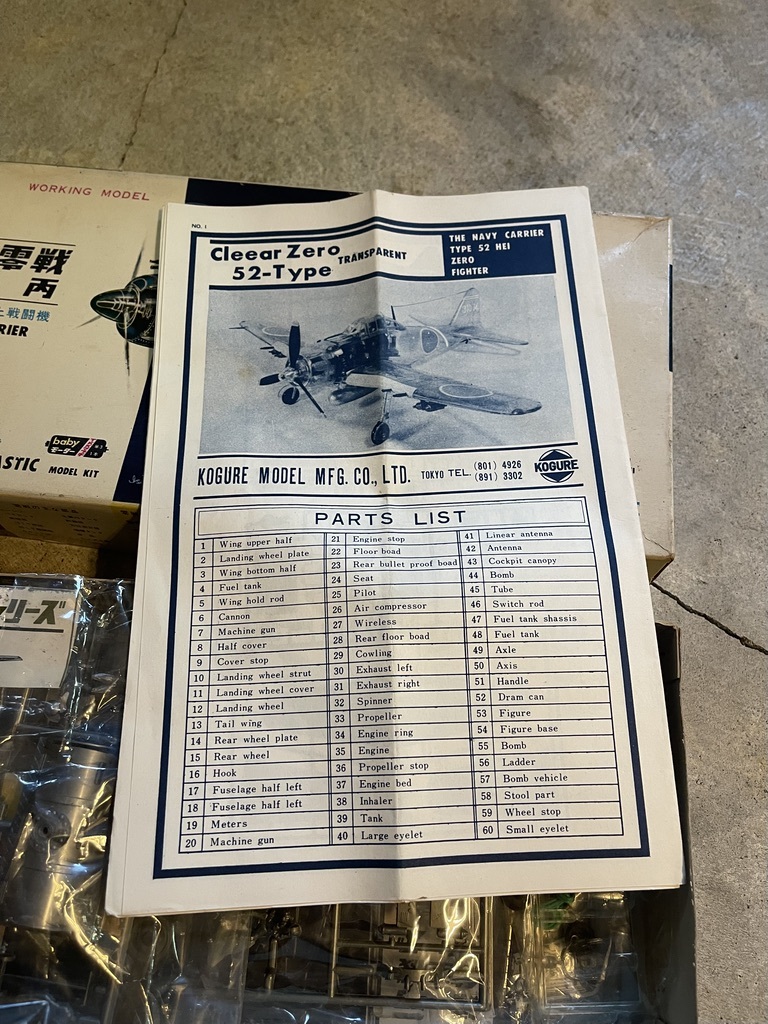 WORKING MODEL
零戦
丙
上戦闘機
RIER
baby
モーター
ASTIC MODEL KIT
リーズ
NO. 1
Cleear Zero
52-Type
TRANSPARENT
THE NAVY CARRIER
TYPE 52 HEI
ZERO
FIGHTER
KOGURE MODEL MFG. CO., LTD. TOKYO TEL. (801) 4926
(891) 3302
KOGURE
PARTS LIST
1 Wing upper half
2 Landing wheel plate
3 Wing bottom half
4 Fuel tank
5 Wing hold rod
6 Cannon
7 Machine gun
8 Half cover
9 Cover stop
10 Landing wheel strut
11 Landing wheel cover
12 Landing wheel
13 Tail wing
14 Rear wheel plate
15 Rear wheel
16 Hook
17 Fuselage half left
18 Fuselage half left
19 Meters
20 Machine gun
21 Engine stop
22 Floor boad
23 Rear bullet proof boad
24 Seat
25 Pilot
26 Air compressor
27 Wireless
28 Rear floor boad
29 Cowling
30 Exhaust left
31 Exhaust right
32 Spinner
33 Propeller
34 Engine ring
35 Engine
36 Propeller stop
37 Engine bed
38 Inhaler
39 Tank
40 Large eyelet
41 Linear antenna
42 Antenna
43 Cockpit canopy
44 Bomb
45 Tube
46 Switch rod
47 Fuel tank shassis
48 Fuel tank
49 Axle
50 Axis
51 Handle
52 Dram can
53 Figure
54 Figure base
55 Bomb
56 Ladder
57 Bomb vehicle
58 Stool part
59 Wheel stop
60 Small eyelet